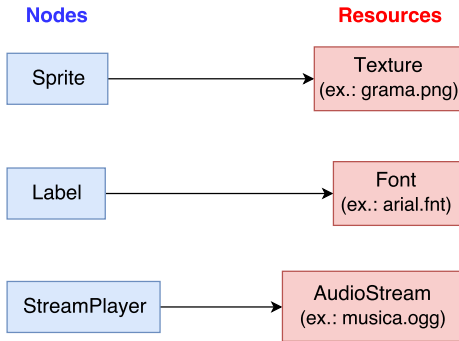 Nodes
Resources
Sprite
Texture
(ex.: grama.png)
Label
Font
(ex.: arial.fnt)
StreamPlayer
AudioStream
(ex.: musica.ogg)